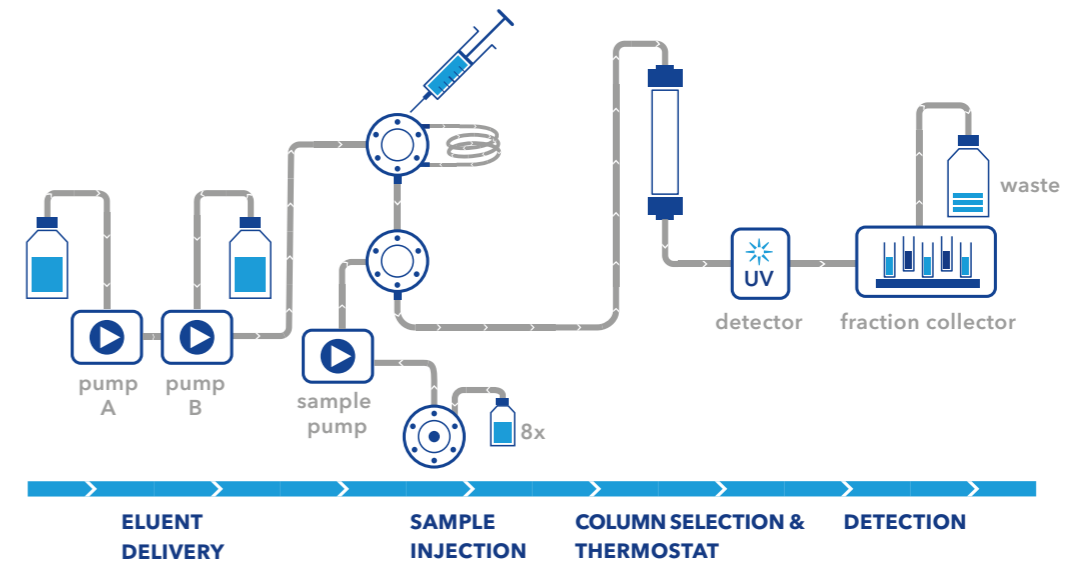 waste
UV
detector
fraction collector
pump
A
pump
B
sample
pump
8x
ELUENT
DELIVERY
SAMPLE
INJECTION
COLUMN SELECTION &
THERMOSTAT
DETECTION